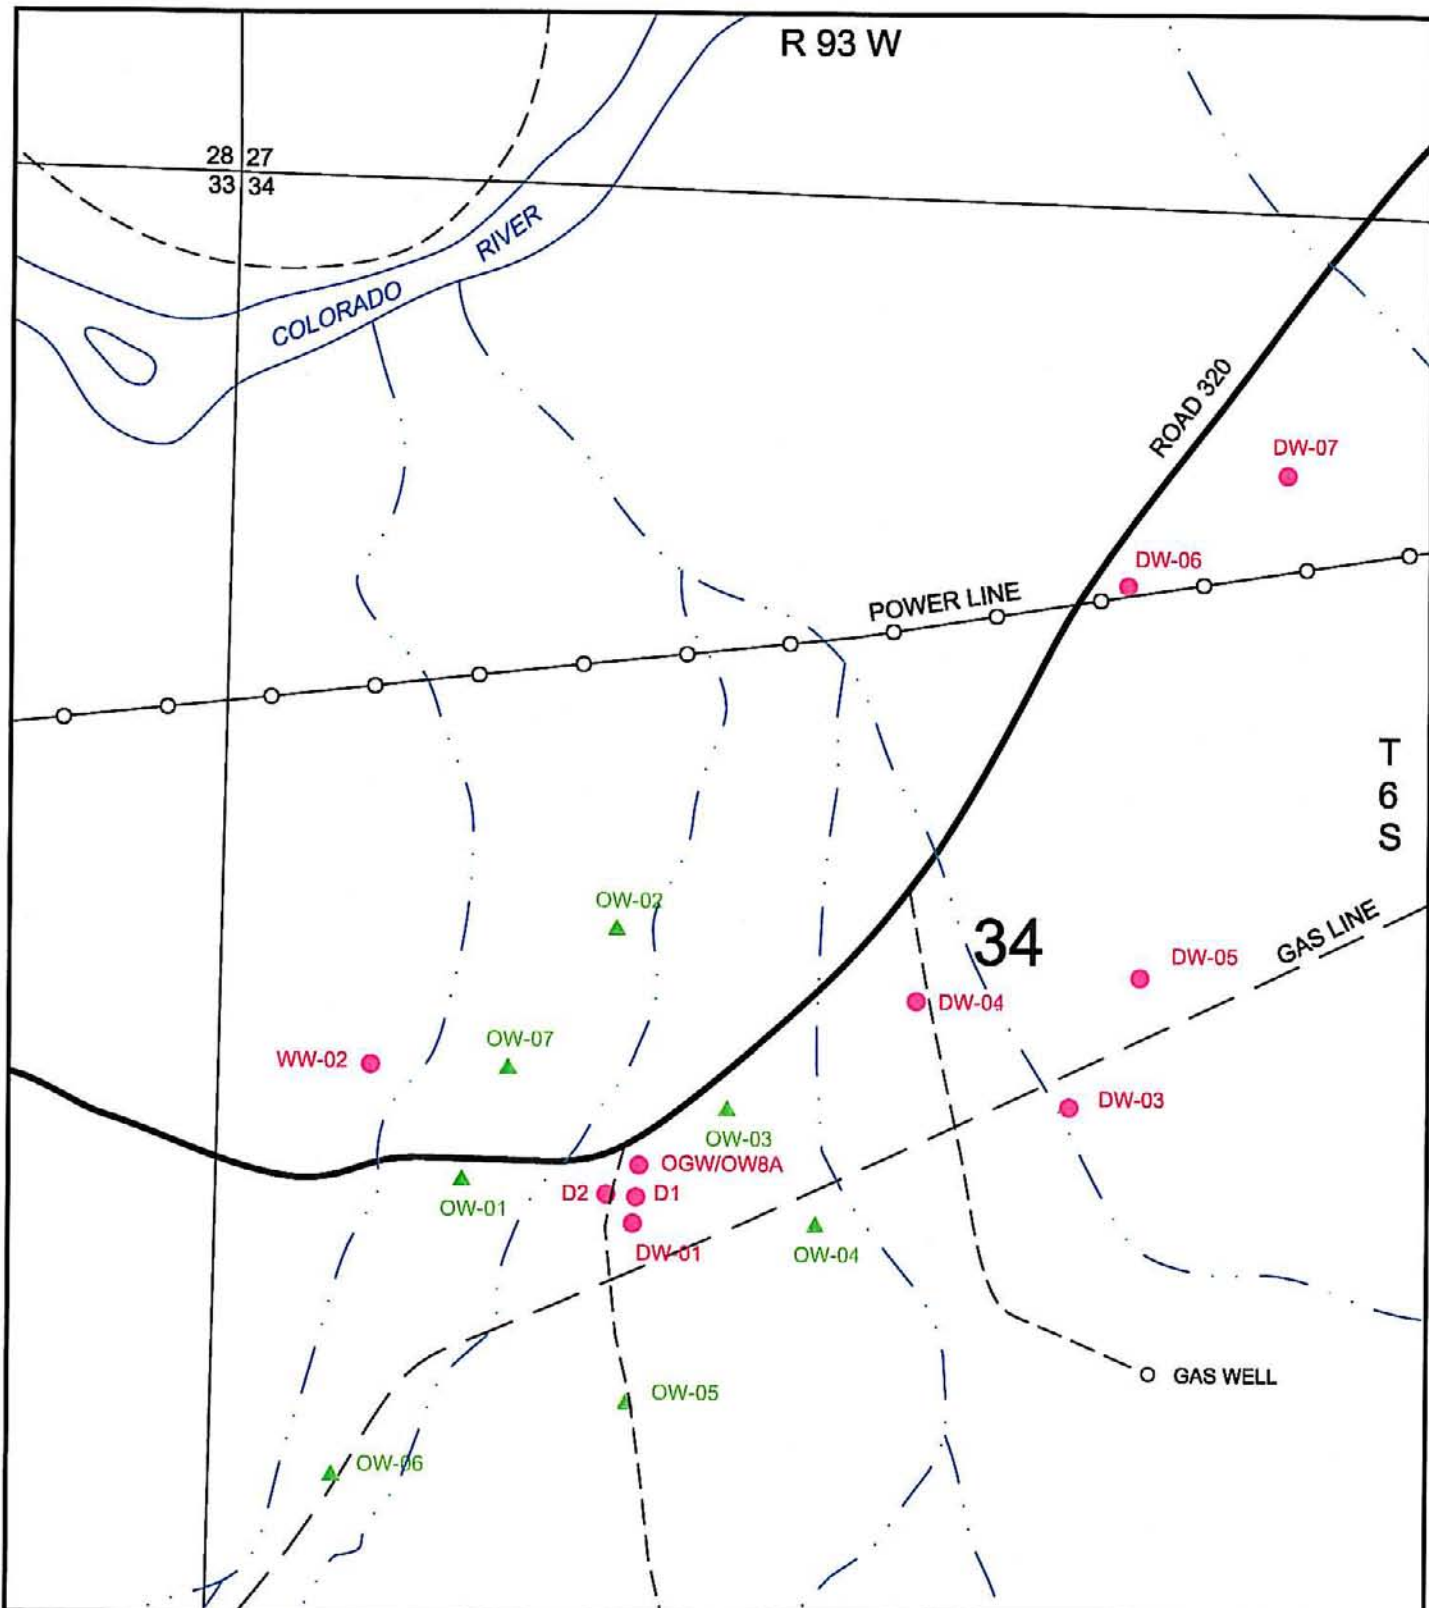 R 93 W
28 27
33 34
COLORADO
RIVER
ROAD 320
DW-07
DW-06
POWER LINE
T
6
S
OW-02
34
GAS LINE
DW-05
DW-04
OW-07
WW-02
DW-03
OW-03
OGW/OW8A
D2
D1
OW-01
DW-01
OW-04
GAS WELL
OW-05
OW-06